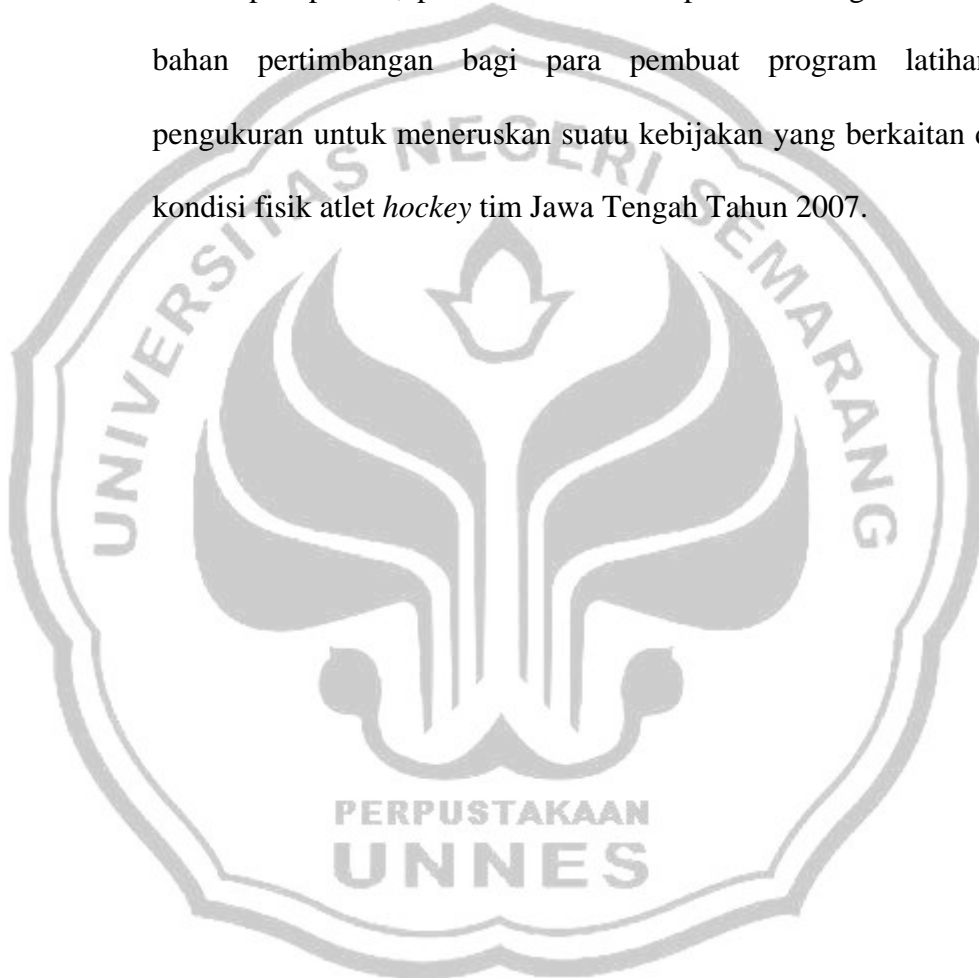 bahan pertimbangan bagi para pembuat program
pengukuran untuk meneruskan suatu kebijakan yang berkaitan
kondisi fisik atlet hockey tim Jawa Tengah Tahun 2007.
UNIVERSITAS NEGERI SEMARANG
PERPUSTAKAAN
UNNES